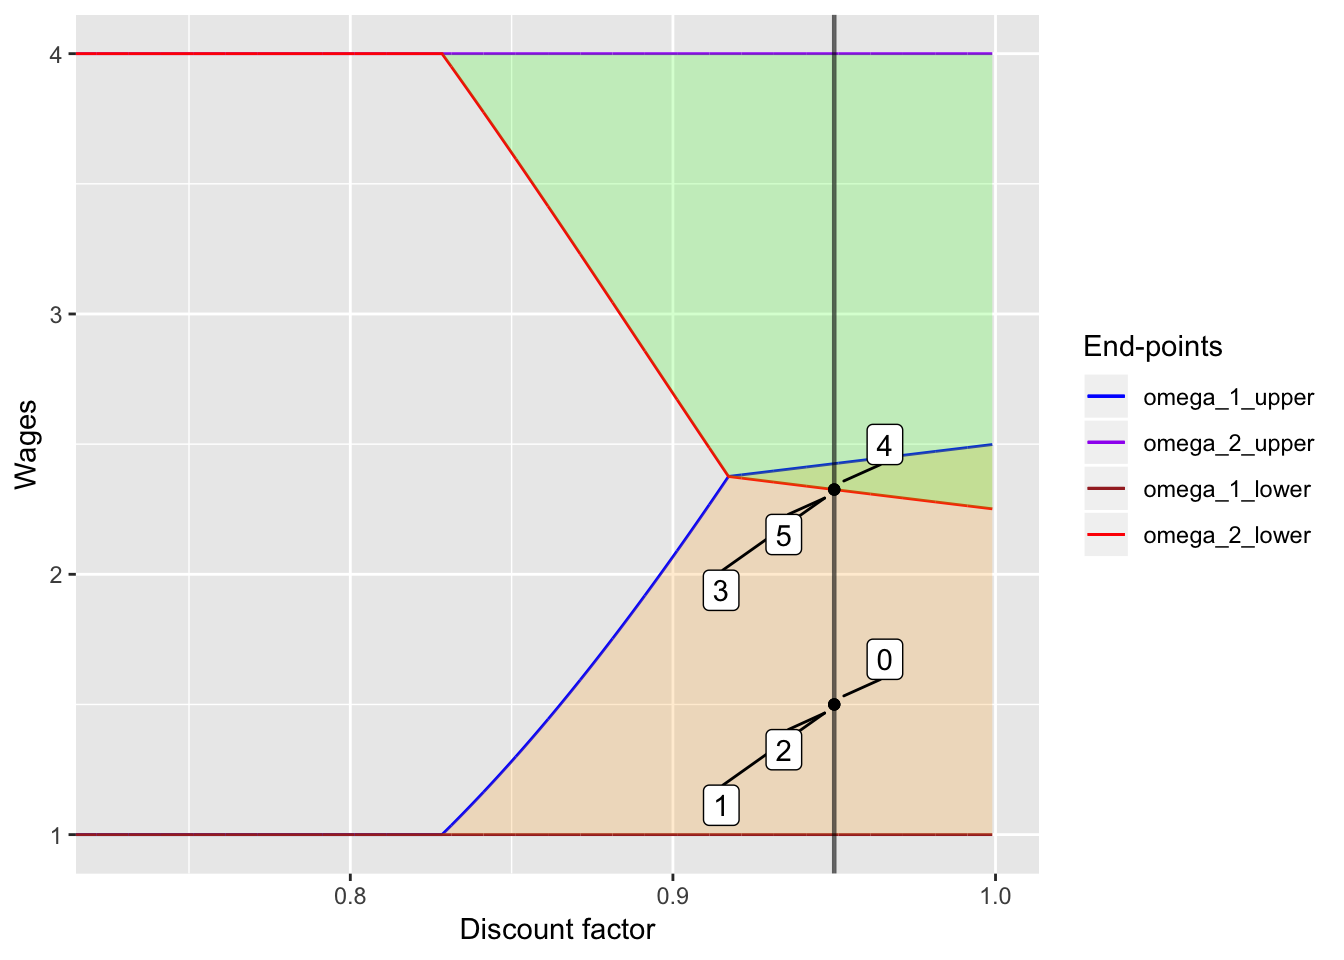 4
3
2
1
Wages
4
5
3
0
2
1
0.8
0.9
1.0
Discount factor
End-points
omega_1_upper
omega_2_upper
omega_1_lower
omega_2_lower